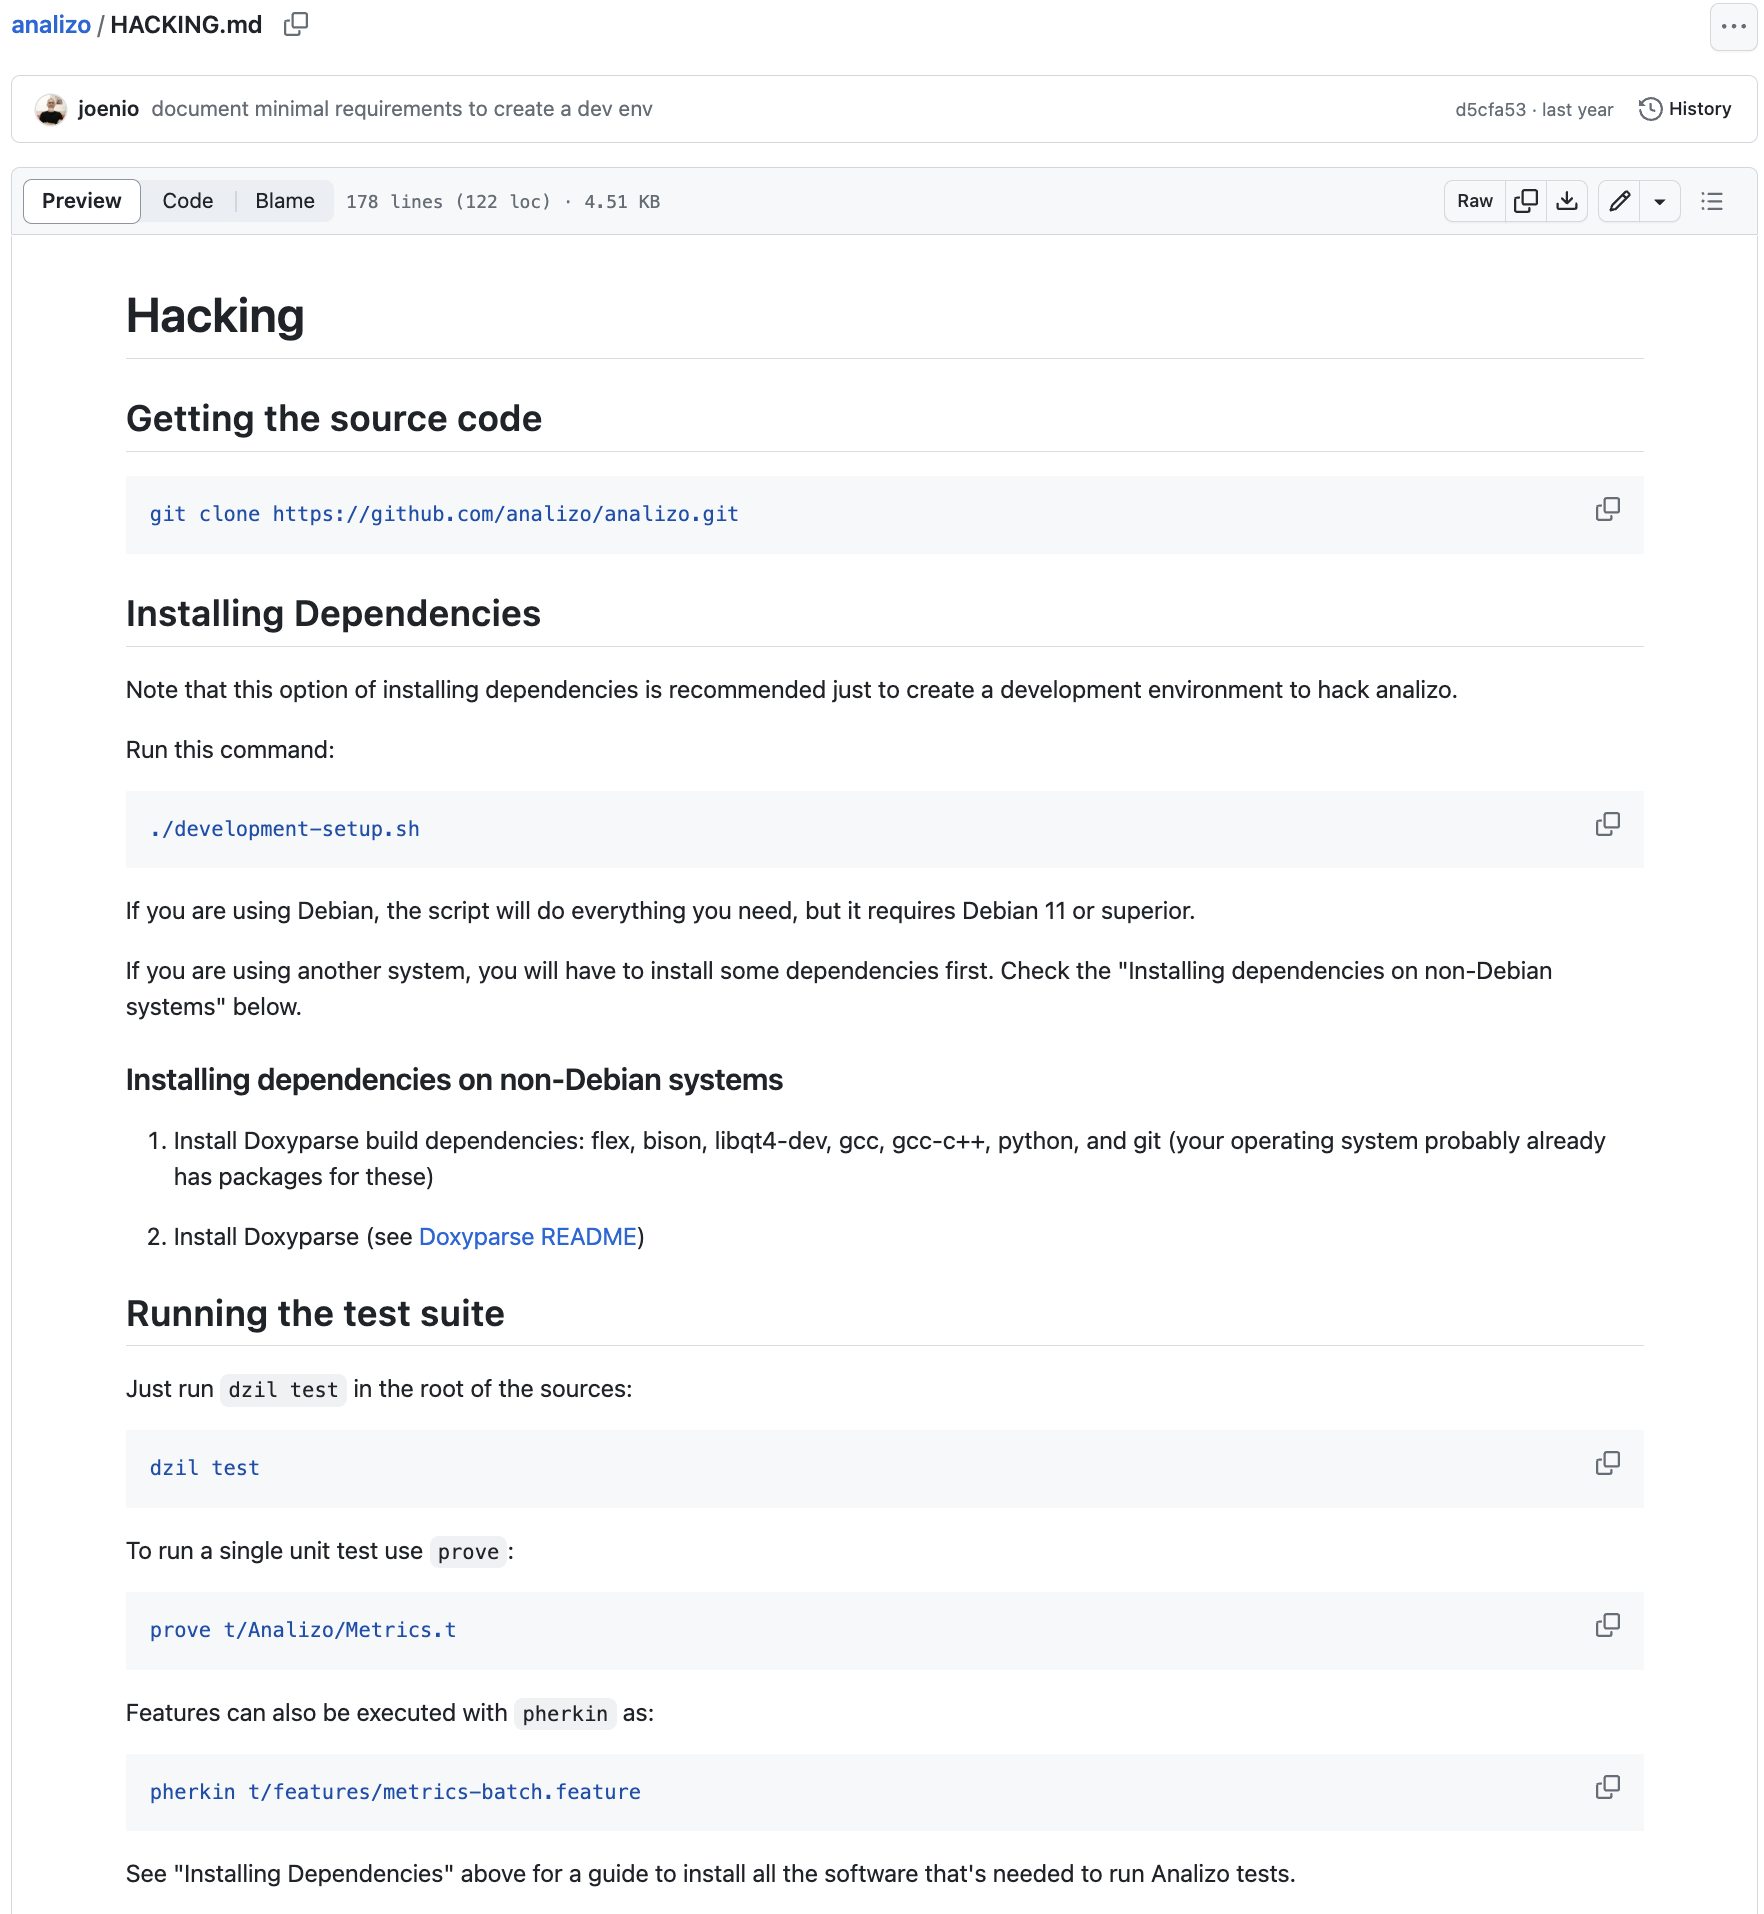 analizo / HACKING.md
joenio document minimal requirements to create a dev env d5cfa53 · last year History
Preview Code Blame 178 lines (122 loc) · 4.51 KB Raw
Hacking
Getting the source code
git clone https://github.com/analizo/analizo.git
Installing Dependencies
Note that this option of installing dependencies is recommended just to create a development environment to hack analizo.
Run this command:
./development-setup.sh
If you are using Debian, the script will do everything you need, but it requires Debian 11 or superior.
If you are using another system, you will have to install some dependencies first. Check the "Installing dependencies on non-Debian
systems" below.
Installing dependencies on non-Debian systems
1. Install Doxyparse build dependencies: flex, bison, libqt4-dev, gcc, gcc-c++, python, and git (your operating system probably already
has packages for these)
2. Install Doxyparse (see Doxyparse README)
Running the test suite
Just run dzil test in the root of the sources:
dzil test
To run a single unit test use prove :
prove t/Analizo/Metrics.t
Features can also be executed with pherkin as:
pherkin t/features/metrics-batch.feature
See "Installing Dependencies" above for a guide to install all the software that's needed to run Analizo tests.